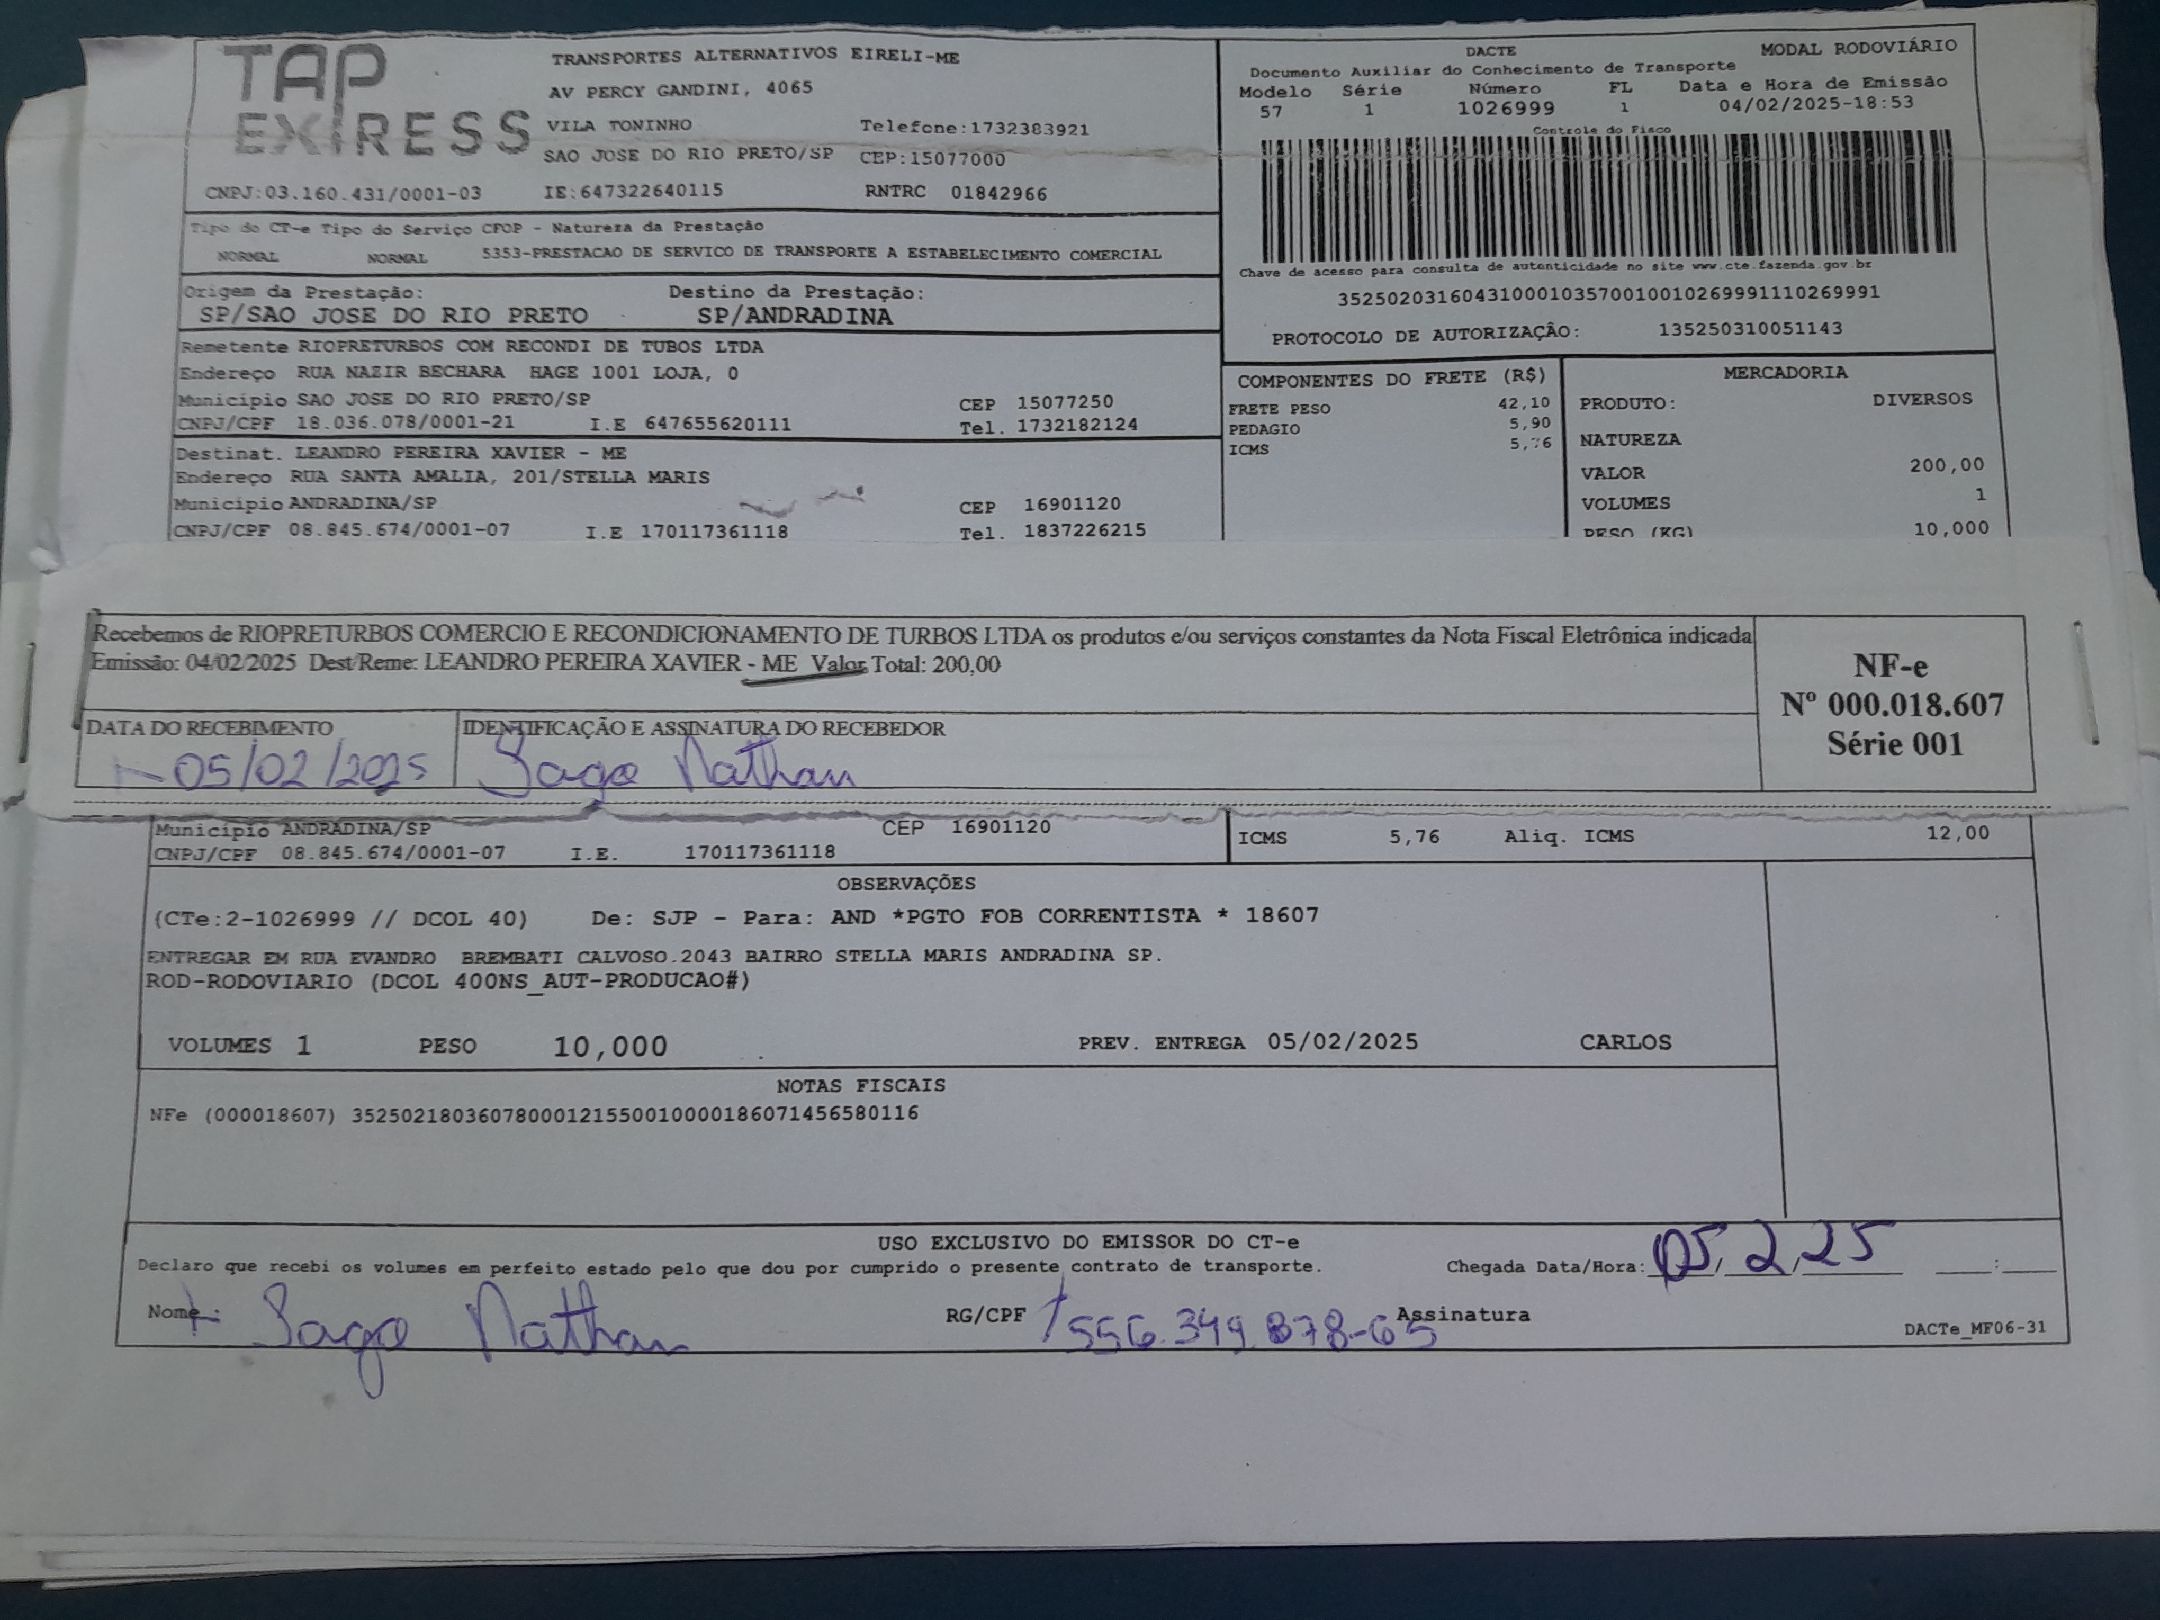 TAP
EXPRESS
TRANSPORTES ALTERNATIVOS EIRELI-ME
AV PERCY GANDINI, 4065
VILA TONINHO Telefone:1732383921
SAO JOSE DO RIO PRETO/SP CEP:15077000
CNPJ:03.160.431/0001-03 IE:647322640115 RNTRC 01842966
DACTE MODAL RODOVIÁRIO
Documento Auxiliar do Conhecimento de Transporte
Modelo Série Número FL Data e Hora de Emissão
57 1 1026999 1 04/02/2025-18:53
Controle do Fisco
Chave de acesso para consulta de autenticidade no site www.cte.fazenda.gov.br
35250203160431000103570010010269991110269991
PROTOCOLO DE AUTORIZAÇÃO: 135250310051143
Tipo do CT-e Tipo do Serviço CFOP - Natureza da Prestação
NORMAL NORMAL 5353-PRESTACAO DE SERVICO DE TRANSPORTE A ESTABELECIMENTO COMERCIAL
Origem da Prestação: Destino da Prestação:
SP/SAO JOSE DO RIO PRETO SP/ANDRADINA
Remetente RIOPRETURBOS COM RECONDI DE TUBOS LTDA
Endereço RUA NAZIR BECHARA HAGE 1001 LOJA, 0
Município SAO JOSE DO RIO PRETO/SP CEP 15077250
CNPJ/CPF 18.036.078/0001-21 I.E 647655620111 Tel. 1732182124
Destinat. LEANDRO PEREIRA XAVIER - ME
Endereço RUA SANTA AMALIA, 201/STELLA MARIS
Município ANDRADINA/SP CEP 16901120
CNPJ/CPF 08.845.674/0001-07 I.E 170117361118 Tel. 1837226215
COMPONENTES DO FRETE (R$)
FRETE PESO 42,10
PEDAGIO 5,90
ICMS 5,76
MERCADORIA
PRODUTO: DIVERSOS
NATUREZA
VALOR 200,00
VOLUMES 1
PESO (KG) 10,000
Recebemos de RIOPRETURBOS COMERCIO E RECONDICIONAMENTO DE TURBOS LTDA os produtos e/ou serviços constantes da Nota Fiscal Eletrônica indicada
Emissão: 04/02/2025 Dest/Reme: LEANDRO PEREIRA XAVIER - ME Valor Total: 200,00
NF-e
Nº 000.018.607
Série 001
DATA DO RECEBIMENTO IDENTIFICAÇÃO E ASSINATURA DO RECEBEDOR
05/02/2025 Nathan
Município ANDRADINA/SP CEP 16901120
CNPJ/CPF 08.845.674/0001-07 I.E. 170117361118
ICMS 5,76 Aliq. ICMS 12,00
OBSERVAÇÕES
(CTe:2-1026999 // DCOL 40) De: SJP - Para: AND *PGTO FOB CORRENTISTA * 18607
ENTREGAR EM RUA EVANDRO BREMBATI CALVOSO.2043 BAIRRO STELLA MARIS ANDRADINA SP.
ROD-RODOVIARIO (DCOL 400NS_AUT-PRODUCAO#)
VOLUMES 1 PESO 10,000 PREV. ENTREGA 05/02/2025 CARLOS
NOTAS FISCAIS
NFe (000018607) 35250218036078000121550010000186071456580116
USO EXCLUSIVO DO EMISSOR DO CT-e
Declaro que recebi os volumes em perfeito estado pelo que dou por cumprido o presente contrato de transporte. Chegada Data/Hora: 05/2/25 __:__
Nome: Nathan RG/CPF 556.349.878-65 Assinatura
DACTe_MF06-31